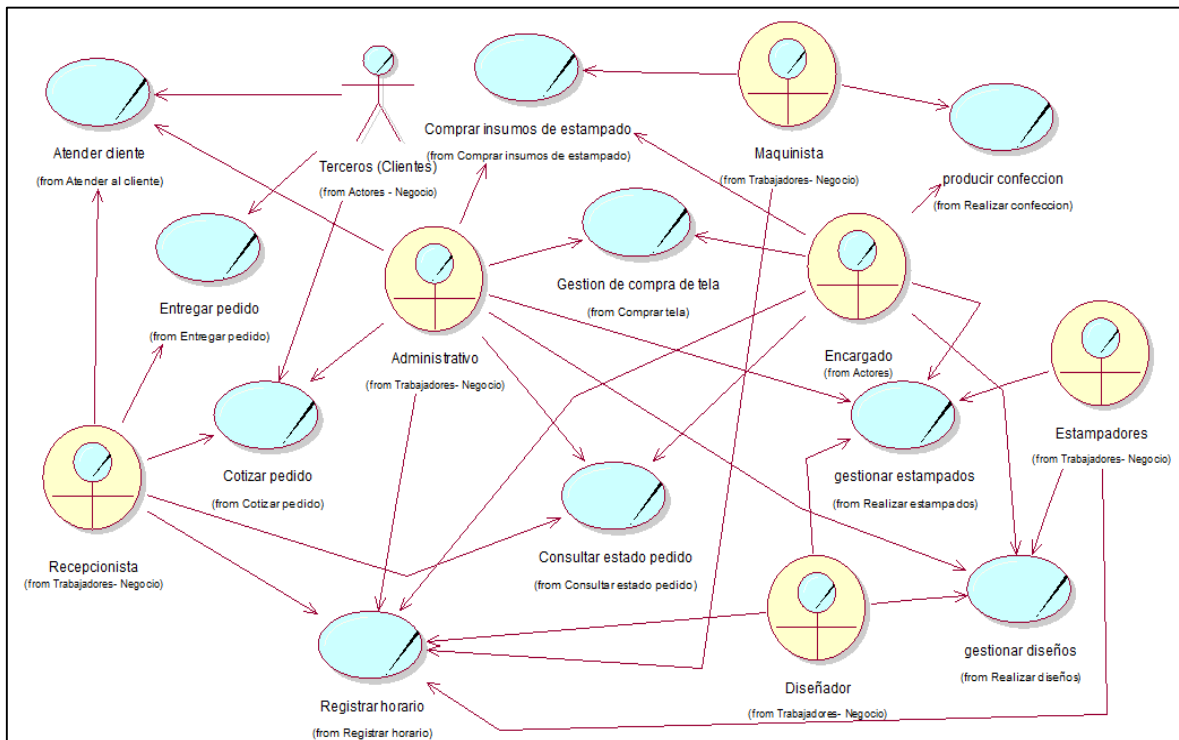 Atender cliente
(from Atender al cliente)
Terceros (Clientes)
(from Actores - Negocio)
Comprar insumos de estampado
(from Comprar insumos de estampado)
Maquinista
(from Trabajadores- Negocio)
producir confeccion
(from Realizar confeccion)
Entregar pedido
(from Entregar pedido)
Administrativo
(from Trabajadores- Negocio)
Gestion de compra de tela
(from Comprar tela)
Encargado
(from Actores)
Estampadores
(from Trabajadores- Negocio)
Recepcionista
(from Trabajadores- Negocio)
Cotizar pedido
(from Cotizar pedido)
gestionar estampados
(from Realizar estampados)
Consultar estado pedido
(from Consultar estado pedido)
Registrar horario
(from Registrar horario)
Diseñador
(from Trabajadores- Negocio)
gestionar diseños
(from Realizar diseños)